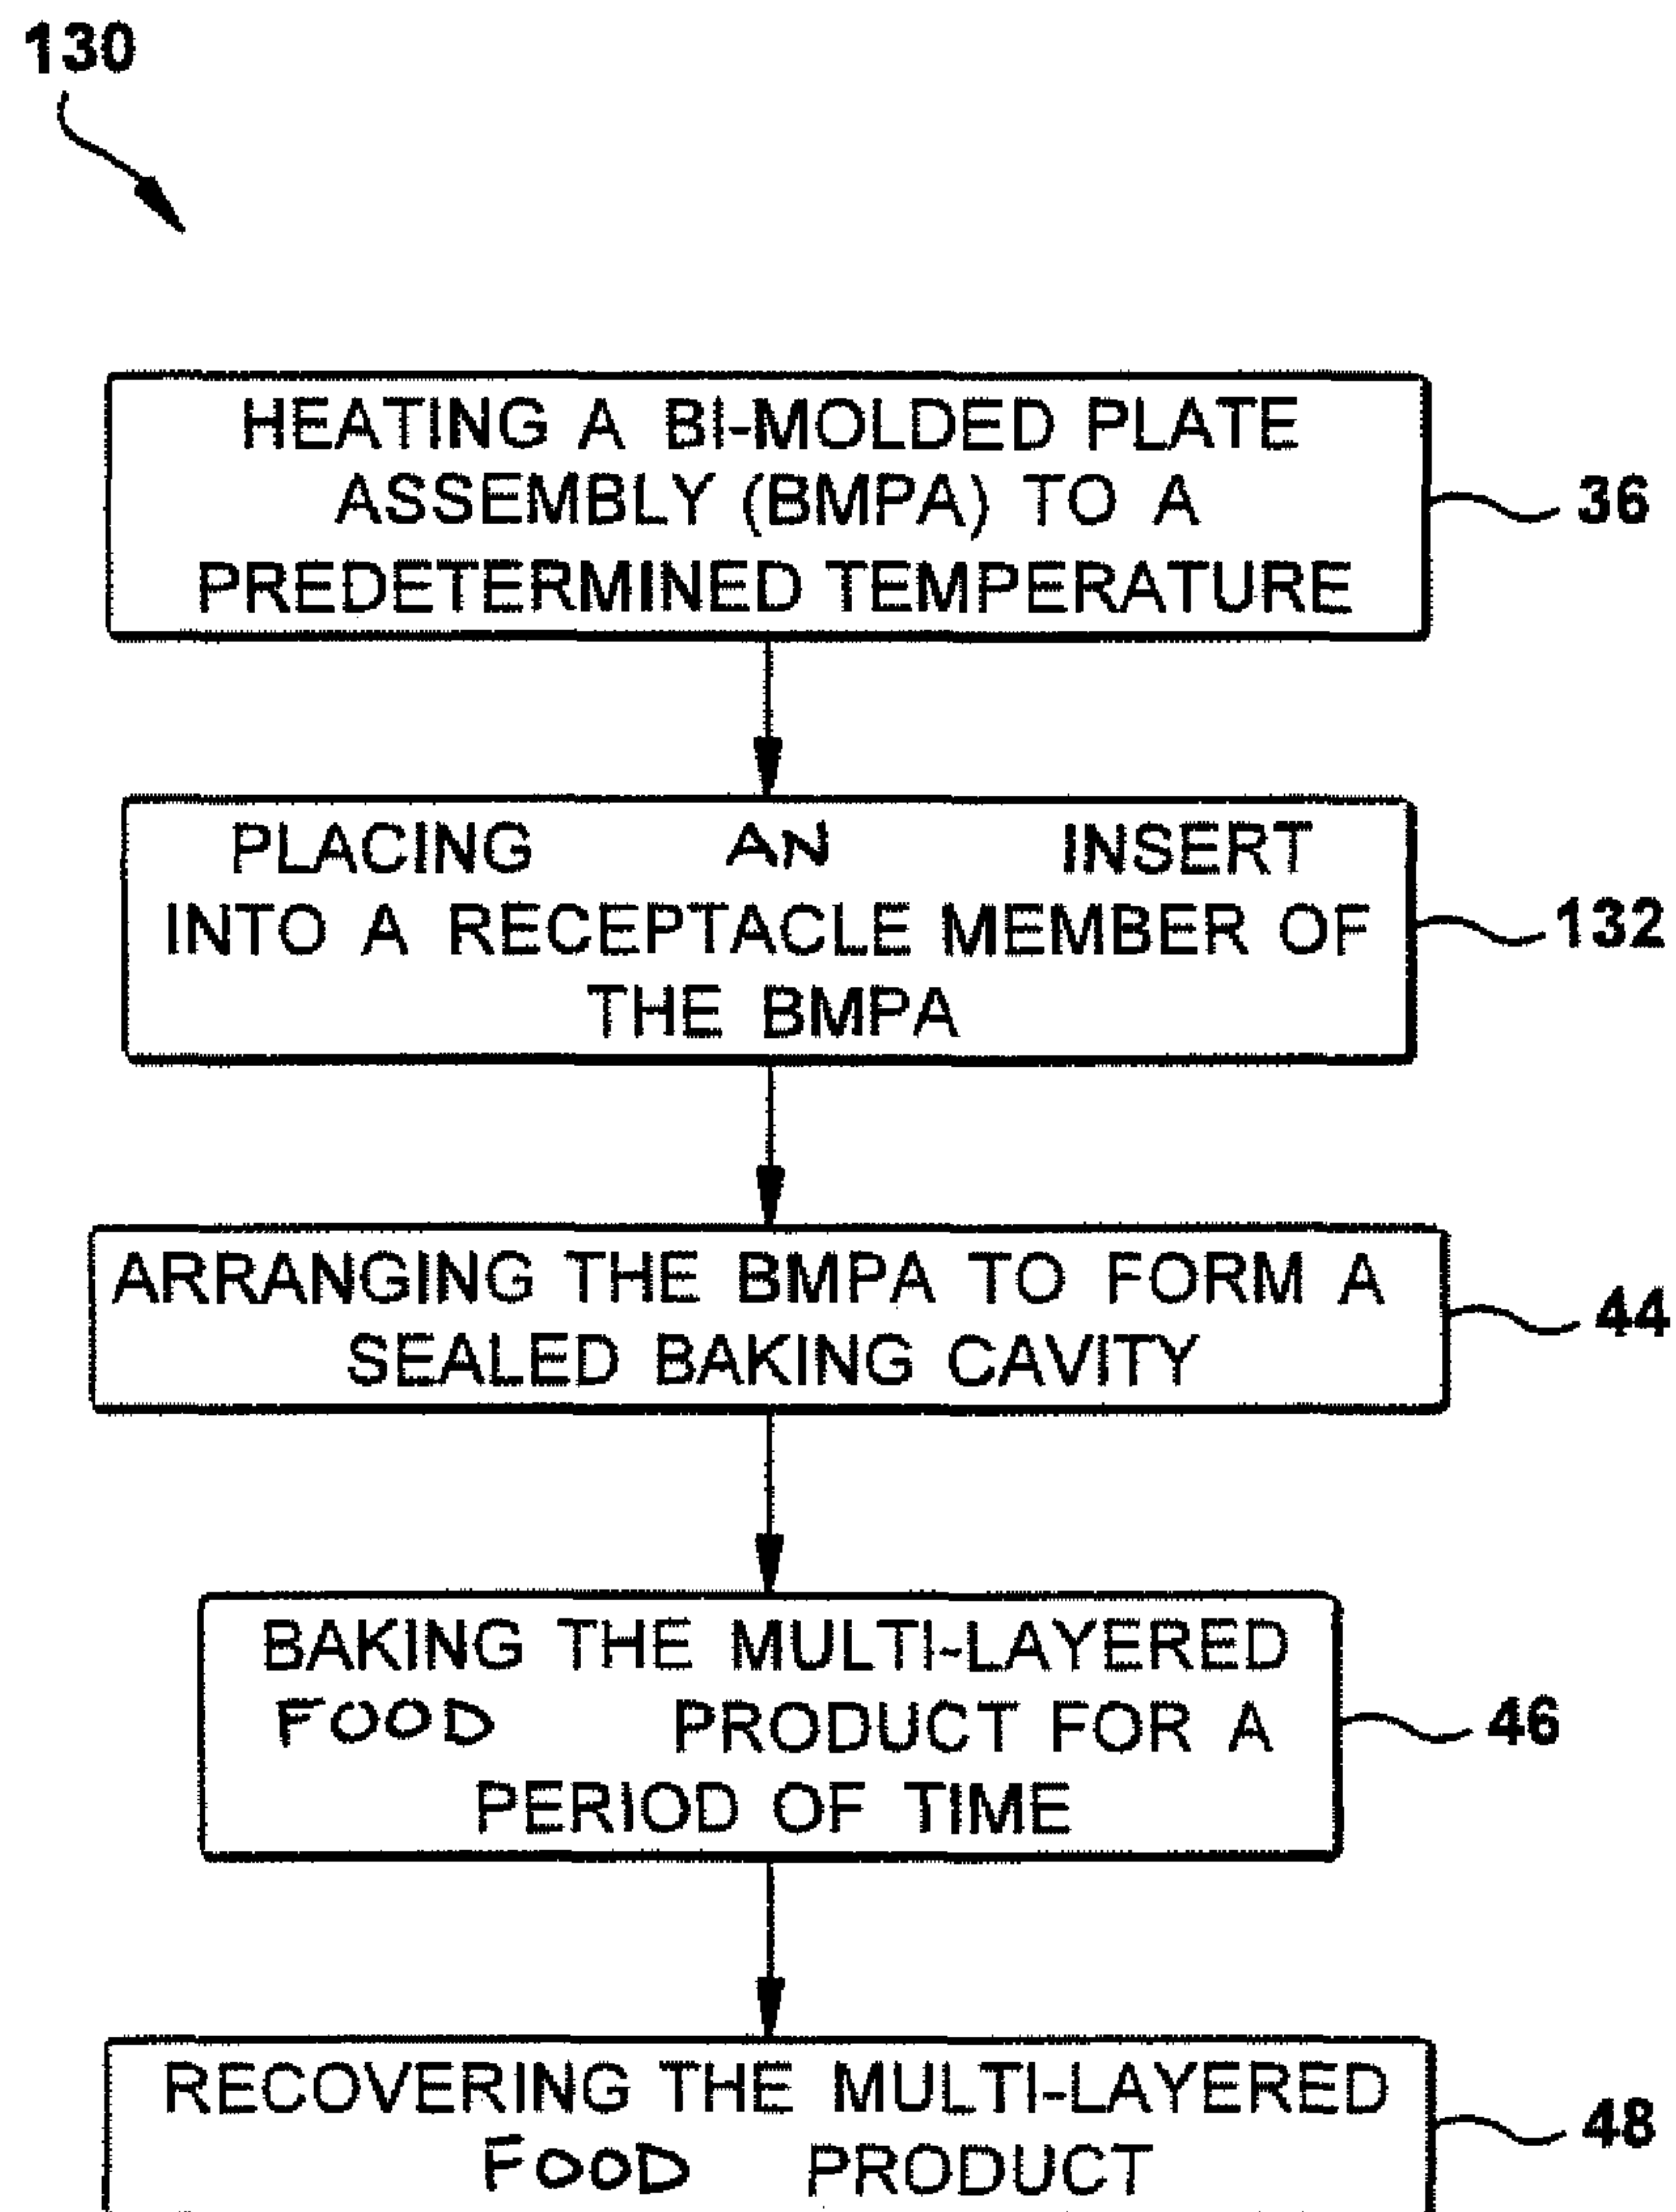 130
HEATING A BI-MOLDED PLATE
ASSEMBLY (BMPA) TO A
PREDETERMINED TEMPERATURE
36
PLACING AN INSERT
INTO A RECEPTACLE MEMBER OF
THE BMPA
132
ARRANGING THE BMPA TO FORM A
SEALED BAKING CAVITY
44
BAKING THE MULTI-LAYERED
FOOD PRODUCT FOR A
PERIOD OF TIME
46
RECOVERING THE MULTI-LAYERED
FOOD PRODUCT
48